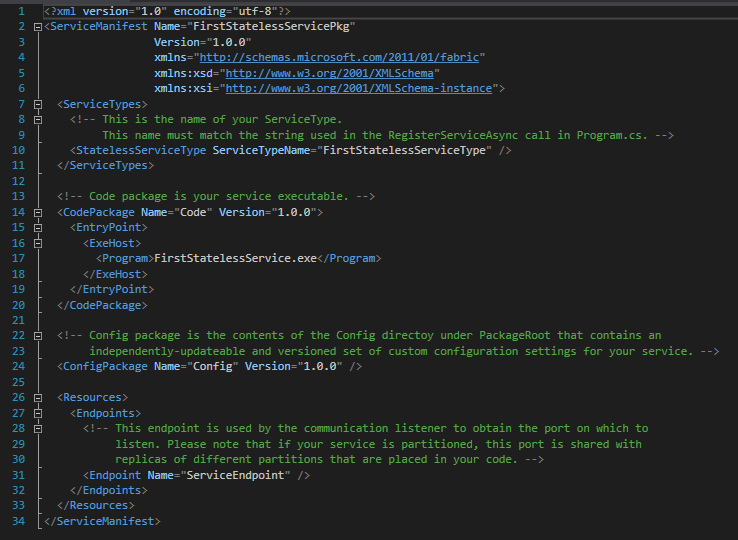 1 <?xml version="1.0" encoding="utf-8"?>
2 <ServiceManifest Name="FirstStatelessServicePkg"
3 Version="1.0.0"
4 xmlns="http://schemas.microsoft.com/2011/01/fabric"
5 xmlns:xsd="http://www.w3.org/2001/XMLSchema"
6 xmlns:xsi="http://www.w3.org/2001/XMLSchema-instance">
7 <ServiceTypes>
8 <!-- This is the name of your ServiceType.
9 This name must match the string used in the RegisterServiceAsync call in Program.cs. -->
10 <StatelessServiceType ServiceTypeName="FirstStatelessServiceType" />
11 </ServiceTypes>
12
13 <!-- Code package is your service executable. -->
14 <CodePackage Name="Code" Version="1.0.0">
15 <EntryPoint>
16 <ExeHost>
17 <Program>FirstStatelessService.exe</Program>
18 </ExeHost>
19 </EntryPoint>
20 </CodePackage>
21
22 <!-- Config package is the contents of the Config directoy under PackageRoot that contains an
23 independently-updateable and versioned set of custom configuration settings for your service. -->
24 <ConfigPackage Name="Config" Version="1.0.0" />
25
26 <Resources>
27 <Endpoints>
28 <!-- This endpoint is used by the communication listener to obtain the port on which to
29 listen. Please note that if your service is partitioned, this port is shared with
30 replicas of different partitions that are placed in your code. -->
31 <Endpoint Name="ServiceEndpoint" />
32 </Endpoints>
33 </Resources>
34 </ServiceManifest>